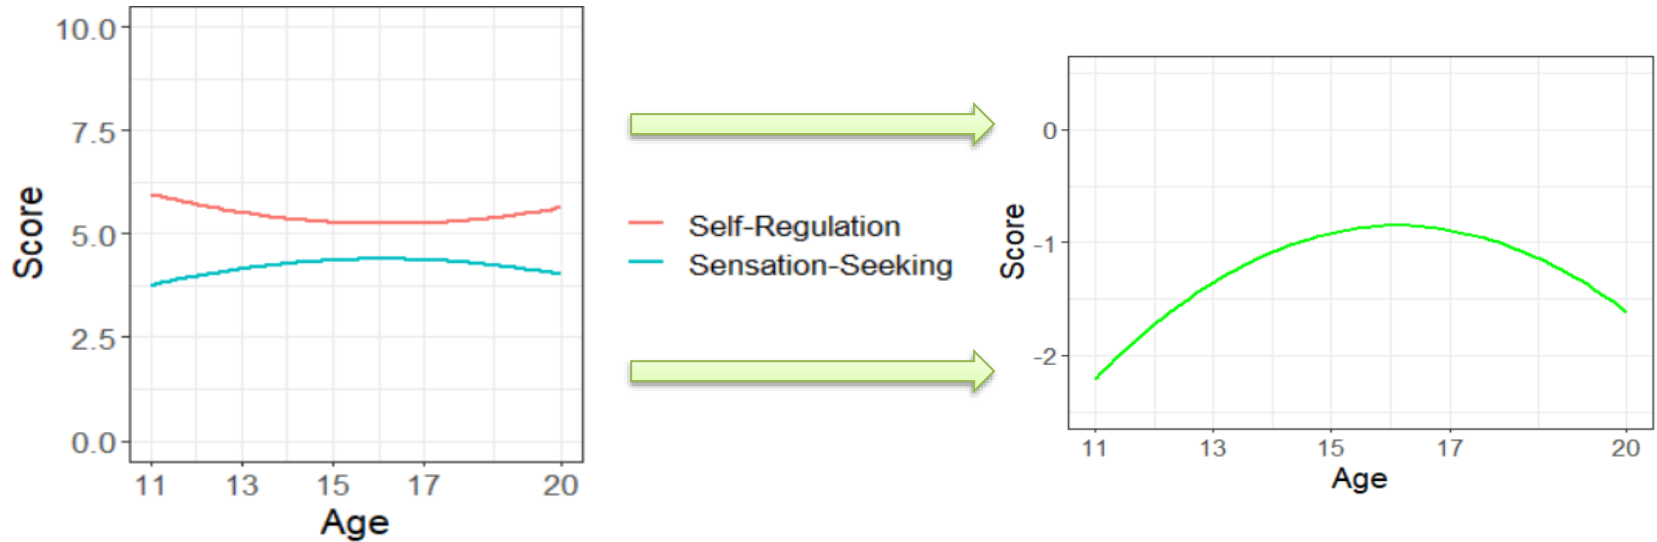 10.0
7.5
5.0
2.5
0.0
Score
11 13 15 17 20
Age
Self-Regulation
Sensation-Seeking
0
-1
-2
Score
11 13 15 17 20
Age